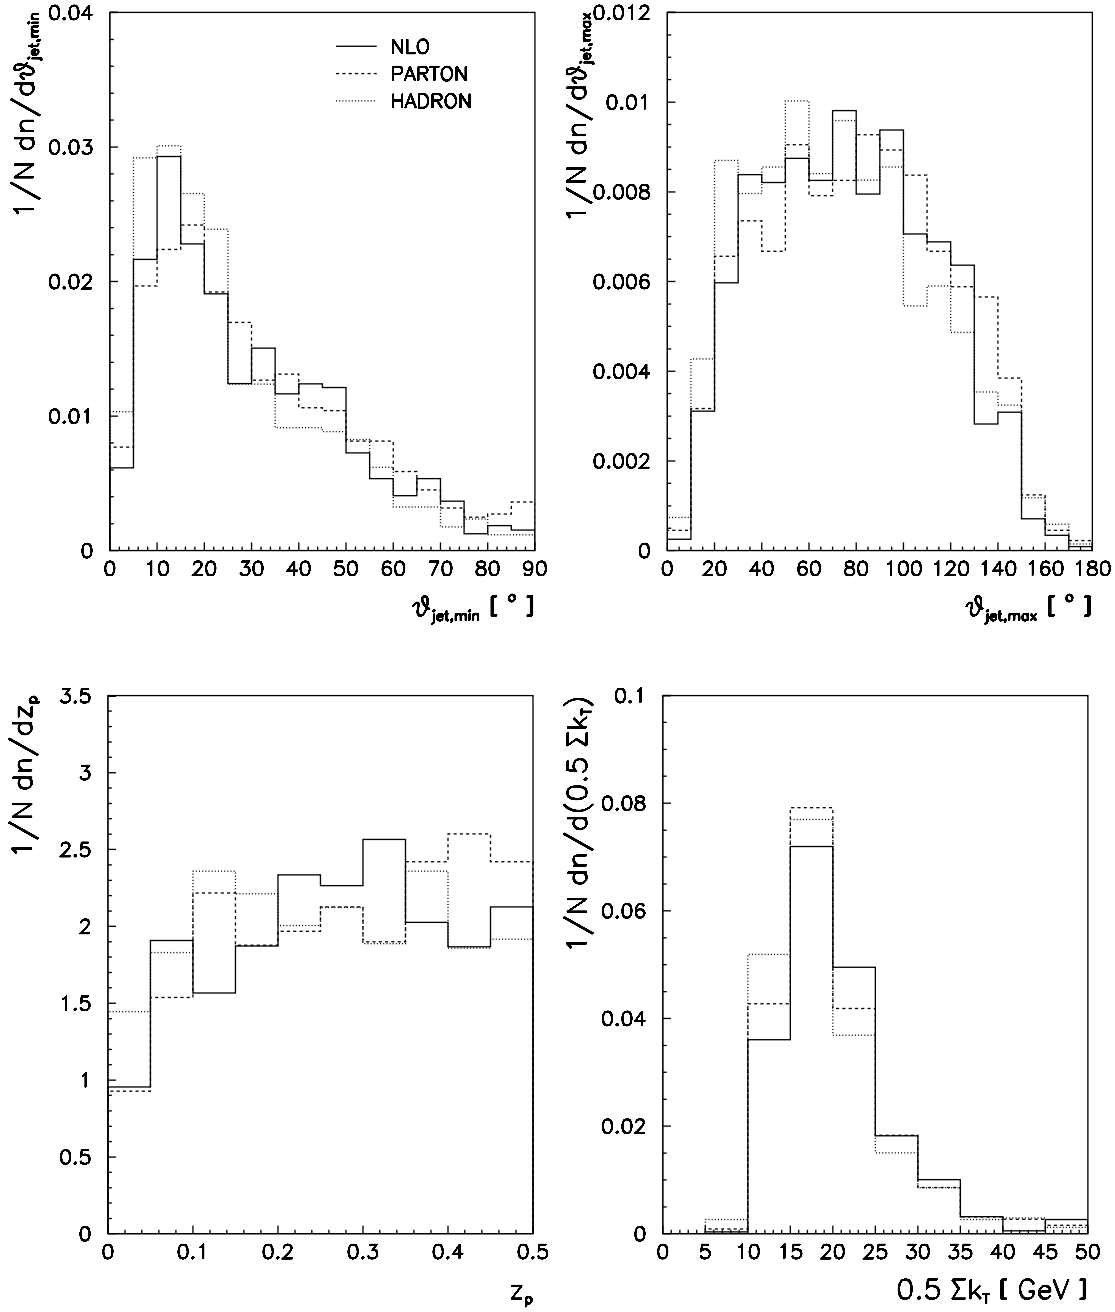 1/N dn/dϑjet,min
0.04
0.03
0.02
0.01
0
NLO
PARTON
HADRON
0 10 20 30 40 50 60 70 80 90
ϑjet,min [ ° ]
1/N dn/dϑjet,max
0.012
0.01
0.008
0.006
0.004
0.002
0
0 20 40 60 80 100 120 140 160 180
ϑjet,max [ ° ]
1/N dn/dzp
3.5
3
2.5
2
1.5
1
0.5
0
0 0.1 0.2 0.3 0.4 0.5
zp
1/N dn/d(0.5 ΣkT)
0.1
0.08
0.06
0.04
0.02
0
0 5 10 15 20 25 30 35 40 45 50
0.5 ΣkT [ GeV ]